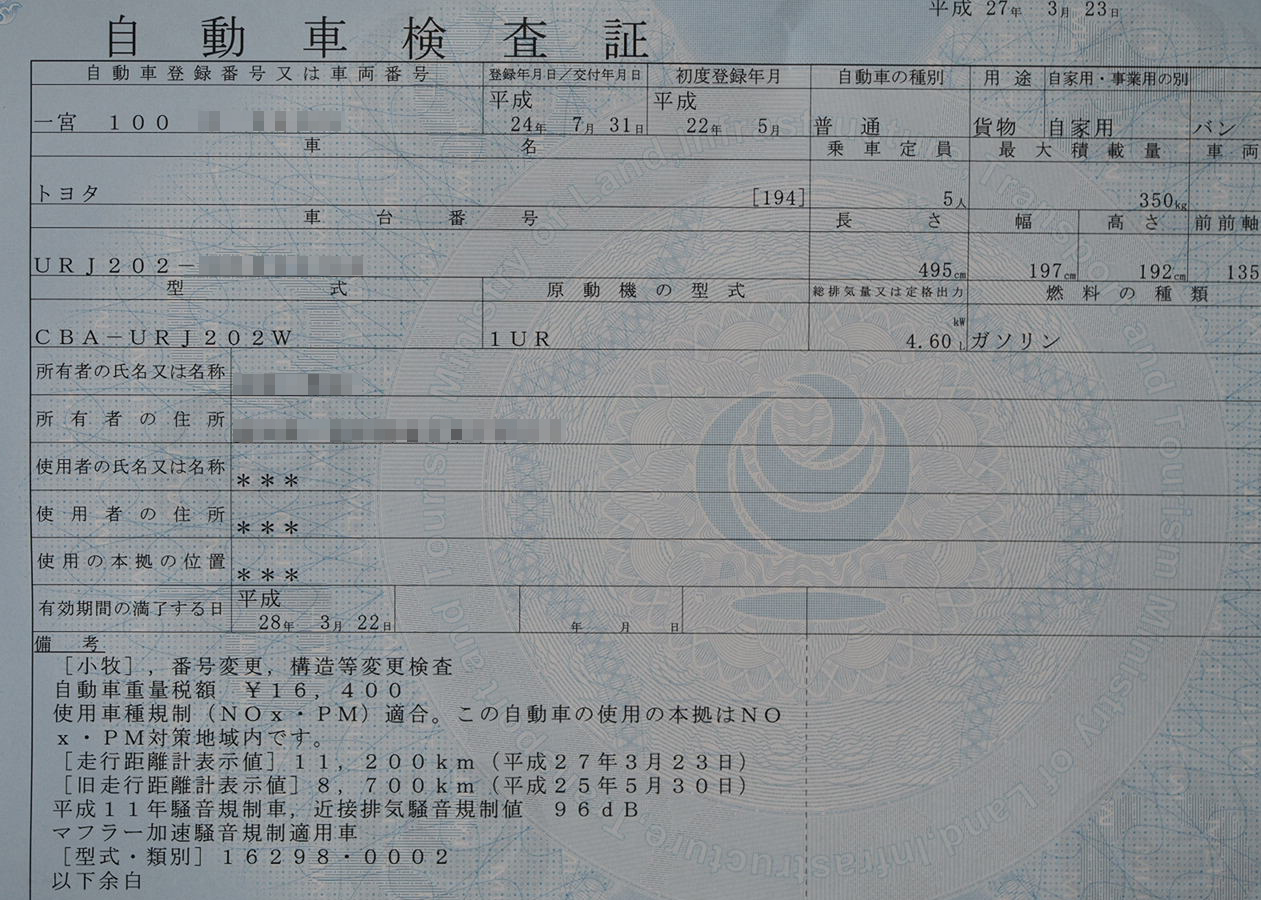 平成 27年 3月 23日
自動車検査証
自動車登録番号又は車両番号 登録年月日/交付年月日 初度登録年月 自動車の種別 用途 自家用・事業用の別
平成 平成
一宮 100 24年 7月 31日 22年 5月 普通 貨物 自家用 バン
車名 乗車定員 最大積載量 車両
トヨタ [194] 5人 350kg
車台番号 長さ 幅 高さ 前前軸
URJ202− 495cm 197cm 192cm 135
型式 原動機の型式 総排気量又は定格出力 燃料の種類
kW
CBA−URJ202W 1UR 4.60 L ガソリン
所有者の氏名又は名称
所有者の住所
使用者の氏名又は名称 ***
使用者の住所 ***
使用の本拠の位置 ***
平成
有効期間の満了する日 28年 3月 22日 年 月 日
備考
[小牧],番号変更,構造等変更検査
自動車重量税額 ¥16,400
使用車種規制(NOx・PM)適合。この自動車の使用の本拠はNO
x・PM対策地域内です。
[走行距離計表示値]11,200km(平成27年3月23日)
[旧走行距離計表示値]8,700km(平成25年5月30日)
平成11年騒音規制車,近接排気騒音規制値 96dB
マフラー加速騒音規制適用車
[型式・類別]16298・0002
以下余白